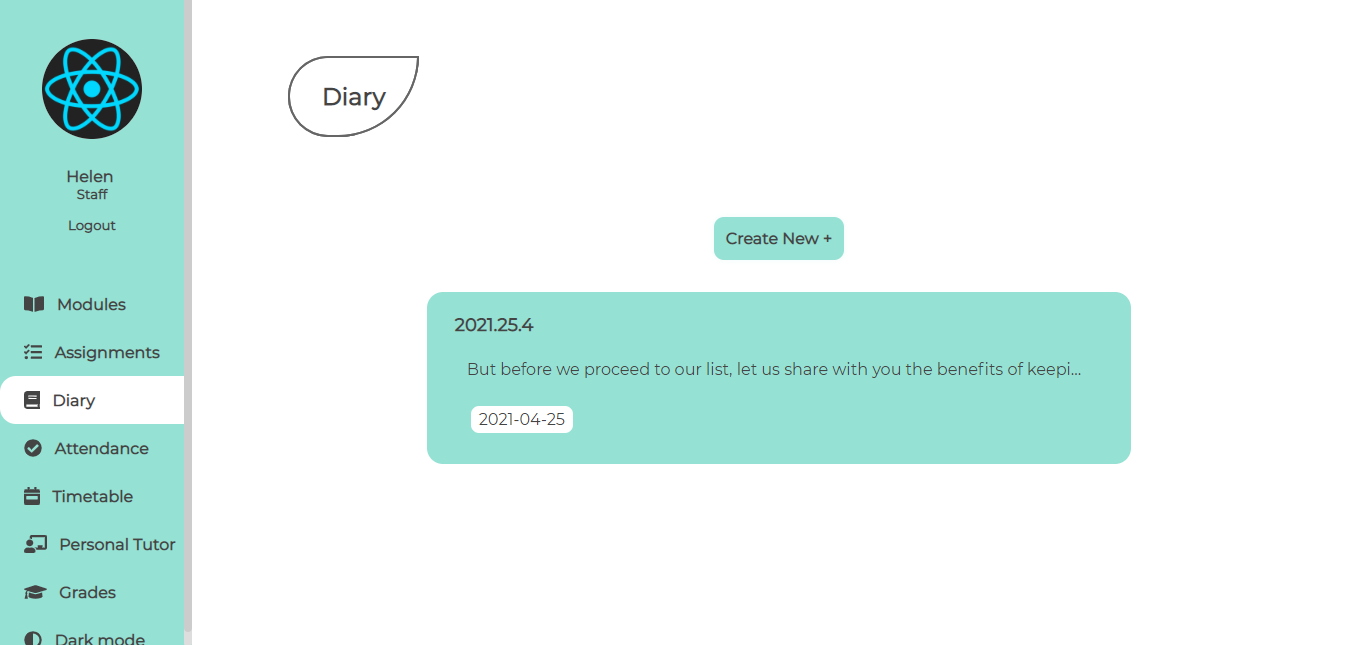 Helen
Staff
Logout
Modules
Assignments
Diary
Attendance
Timetable
Personal Tutor
Grades
Dark mode
Diary
Create New +
2021.25.4
But before we proceed to our list, let us share with you the benefits of keepi...
2021-04-25